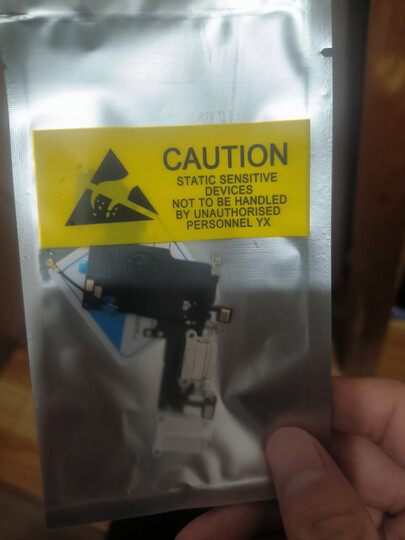 CAUTION
STATIC SENSITIVE
DEVICES
NOT TO BE HANDLED
BY UNAUTHORISED
PERSONNEL YX